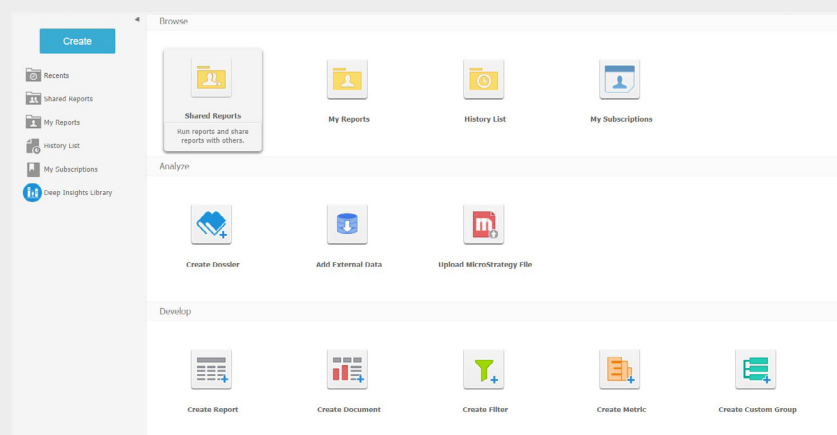 Browse
Create
Recents
Shared Reports
My Reports
History List
My Subscriptions
Deep Insights Library
Shared Reports
Run reports and share
reports with others.
My Reports
History List
My Subscriptions
Analyze
Create Dossier
Add External Data
Upload MicroStrategy File
Develop
Create Report
Create Document
Create Filter
Create Metric
Create Custom Group